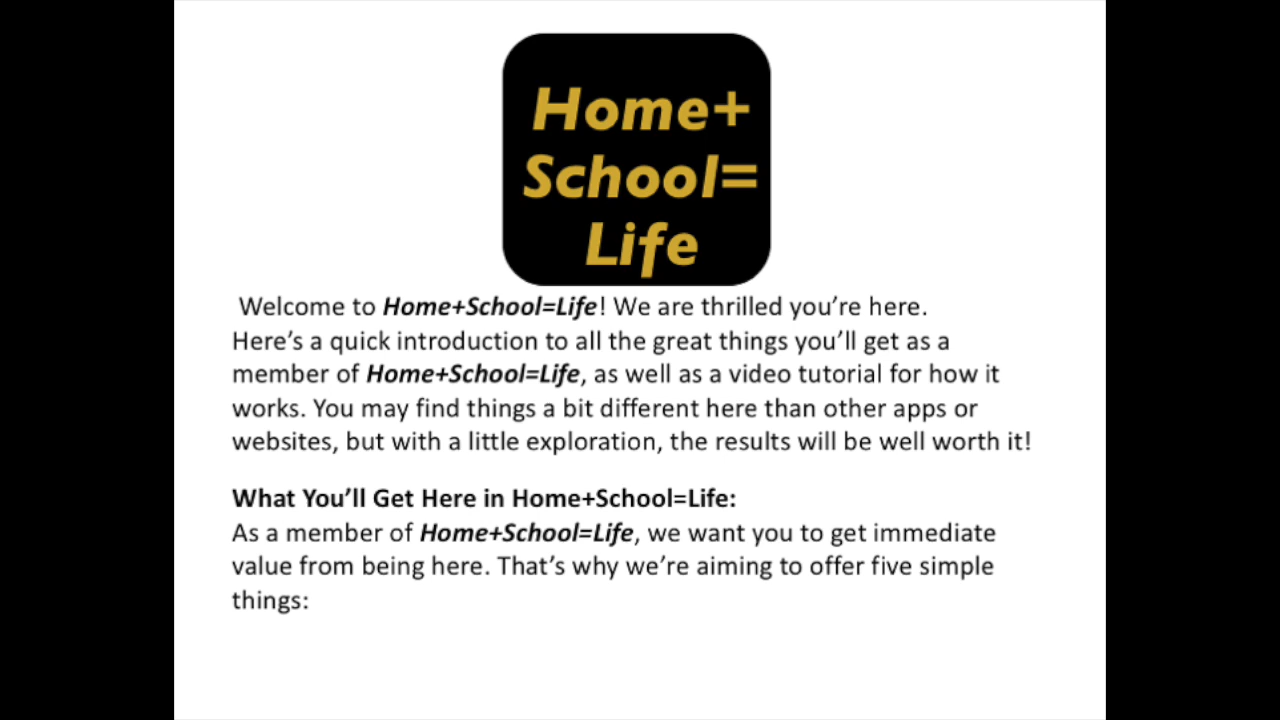 Home+
School=
Life
Welcome to Home+School=Life! We are thrilled you’re here.
Here’s a quick introduction to all the great things you’ll get as a
member of Home+School=Life, as well as a video tutorial for how it
works. You may find things a bit different here than other apps or
websites, but with a little exploration, the results will be well worth it!
What You’ll Get Here in Home+School=Life:
As a member of Home+School=Life, we want you to get immediate
value from being here. That’s why we’re aiming to offer five simple
things: